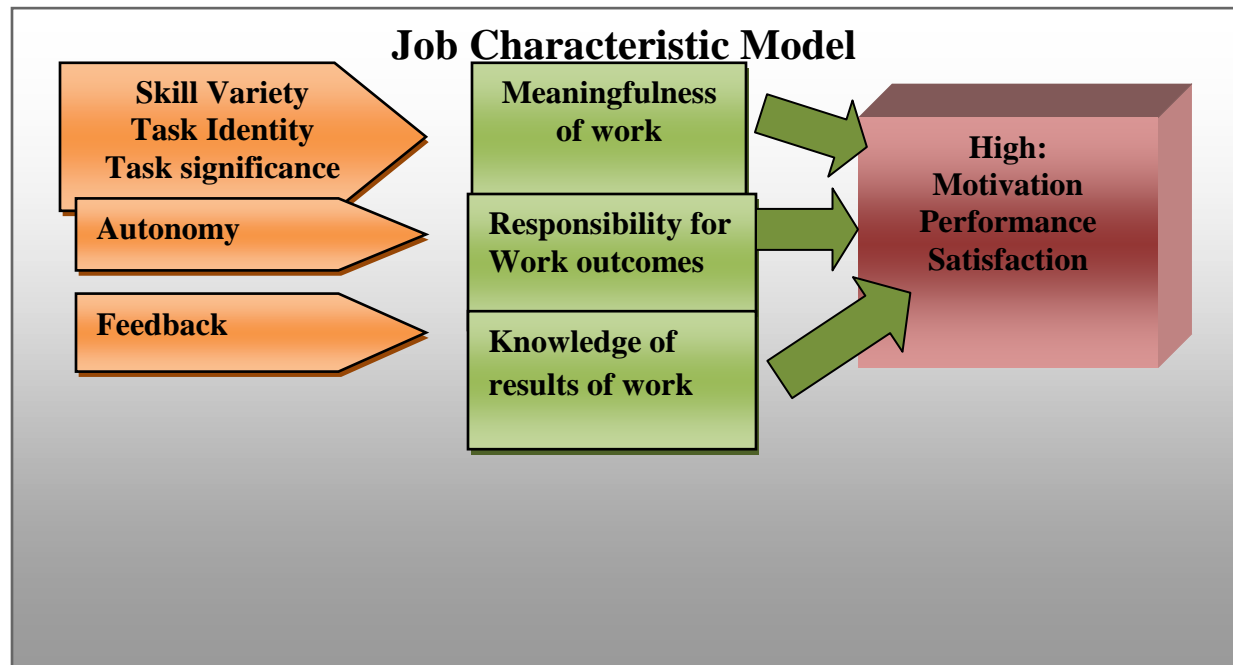 Job Characteristic Model
Skill Variety
Task Identity
Task significance
Autonomy
Feedback
Meaningfulness
of work
Responsibility for
Work outcomes
Knowledge of
results of work
High:
Motivation
Performance
Satisfaction